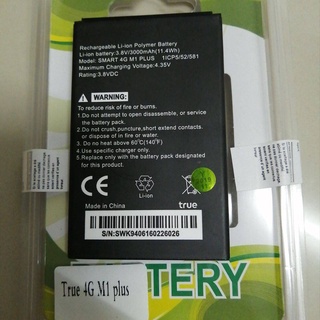 Rechargeable Li-ion Polymer Battery
Li-ion battery:3.8V/3000mAh(11.4Wh)
Model: SMART 4G M1 PLUS 1ICP5/52/581
Maximum Charging Voltage: 4.35V
Rating:3.8VDC
To reduce risk of fire or burns.
1.Do not attempt to open disassemble, or service
the battery pack.
2.Do not crush,puncture,short extend contacts
or dispose of in fire or water.
3.Do not expose above 60°C(140°F)
4.Use specific charger only.
5.Please replace only with the battery designated
for this product.
Li-ion
true
Made in China
S/N:SWK9406160226026
True 4G M1 plus
TERY